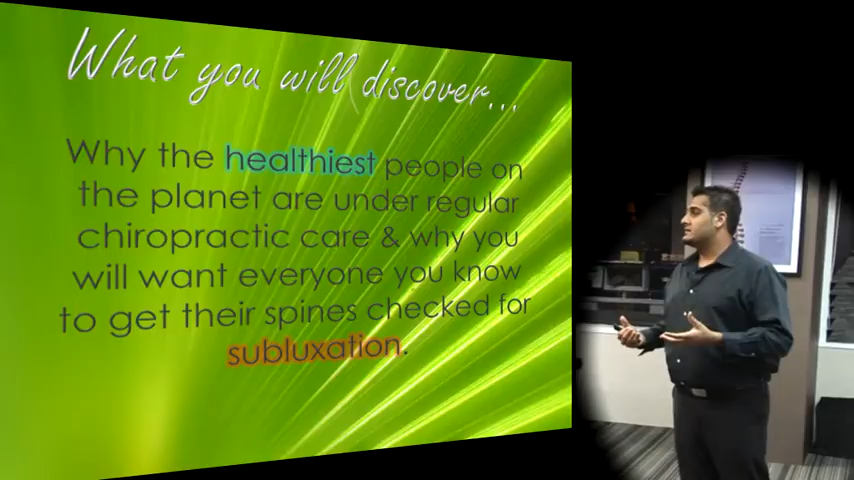 What you will discover...
Why the healthiest people on
the planet are under regular
chiropractic care & why you
will want everyone you know
to get their spines checked for
subluxation.